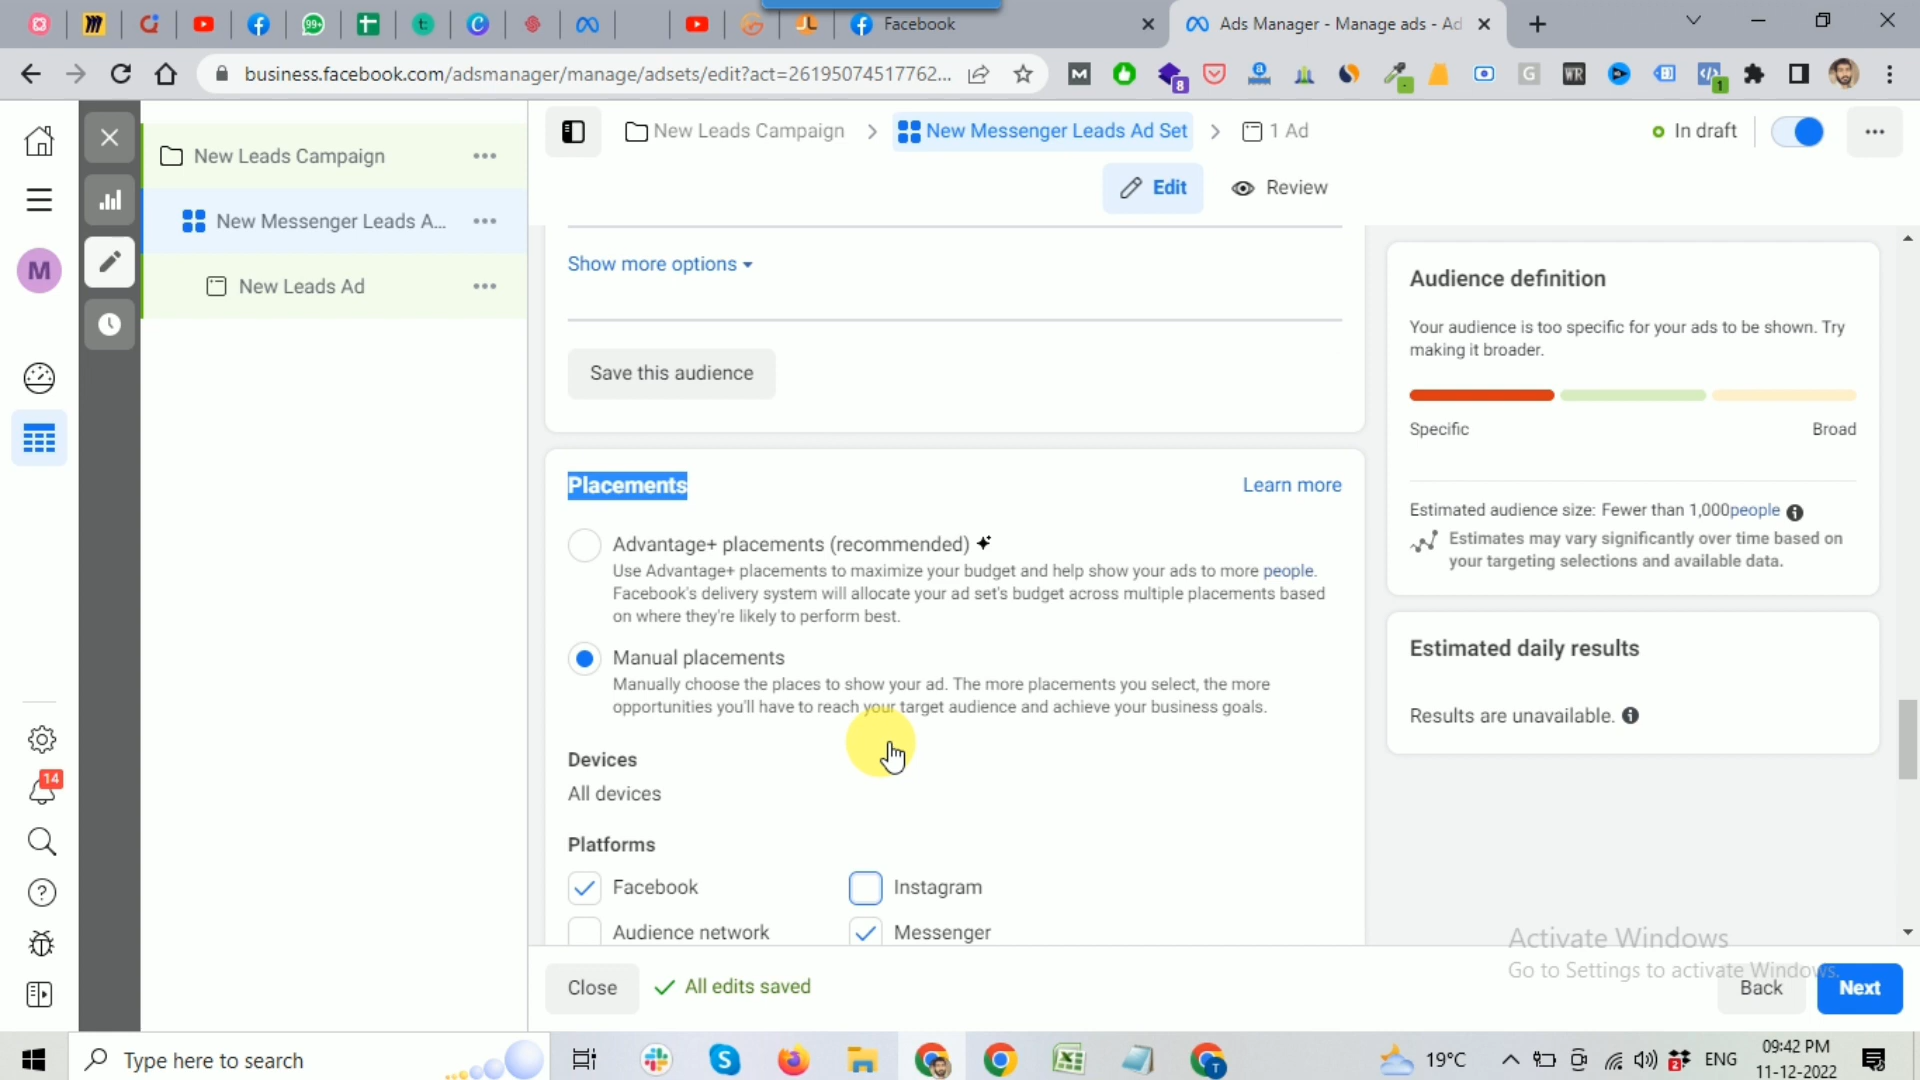 Facebook
Ads Manager - Manage ads - Ad
business.facebook.com/adsmanager/manage/adsets/edit?act=26195074517762...
New Leads Campaign
New Messenger Leads A...
New Leads Ad
New Leads Campaign > New Messenger Leads Ad Set > 1 Ad
In draft
Edit
Review
Show more options
Save this audience
Placements
Learn more
Advantage+ placements (recommended)
Use Advantage+ placements to maximize your budget and help show your ads to more people.
Facebook's delivery system will allocate your ad set's budget across multiple placements based
on where they're likely to perform best.
Manual placements
Manually choose the places to show your ad. The more placements you select, the more
opportunities you'll have to reach your target audience and achieve your business goals.
Devices
All devices
Platforms
Facebook
Instagram
Audience network
Messenger
Audience definition
Your audience is too specific for your ads to be shown. Try
making it broader.
Specific
Broad
Estimated audience size: Fewer than 1,000people
Estimates may vary significantly over time based on
your targeting selections and available data.
Estimated daily results
Results are unavailable.
Activate Windows
Go to Settings to activate Windows.
Close
All edits saved
Back
Next
M
14
99+
8
1
Type here to search
19°C
ENG
09:42 PM
11-12-2022